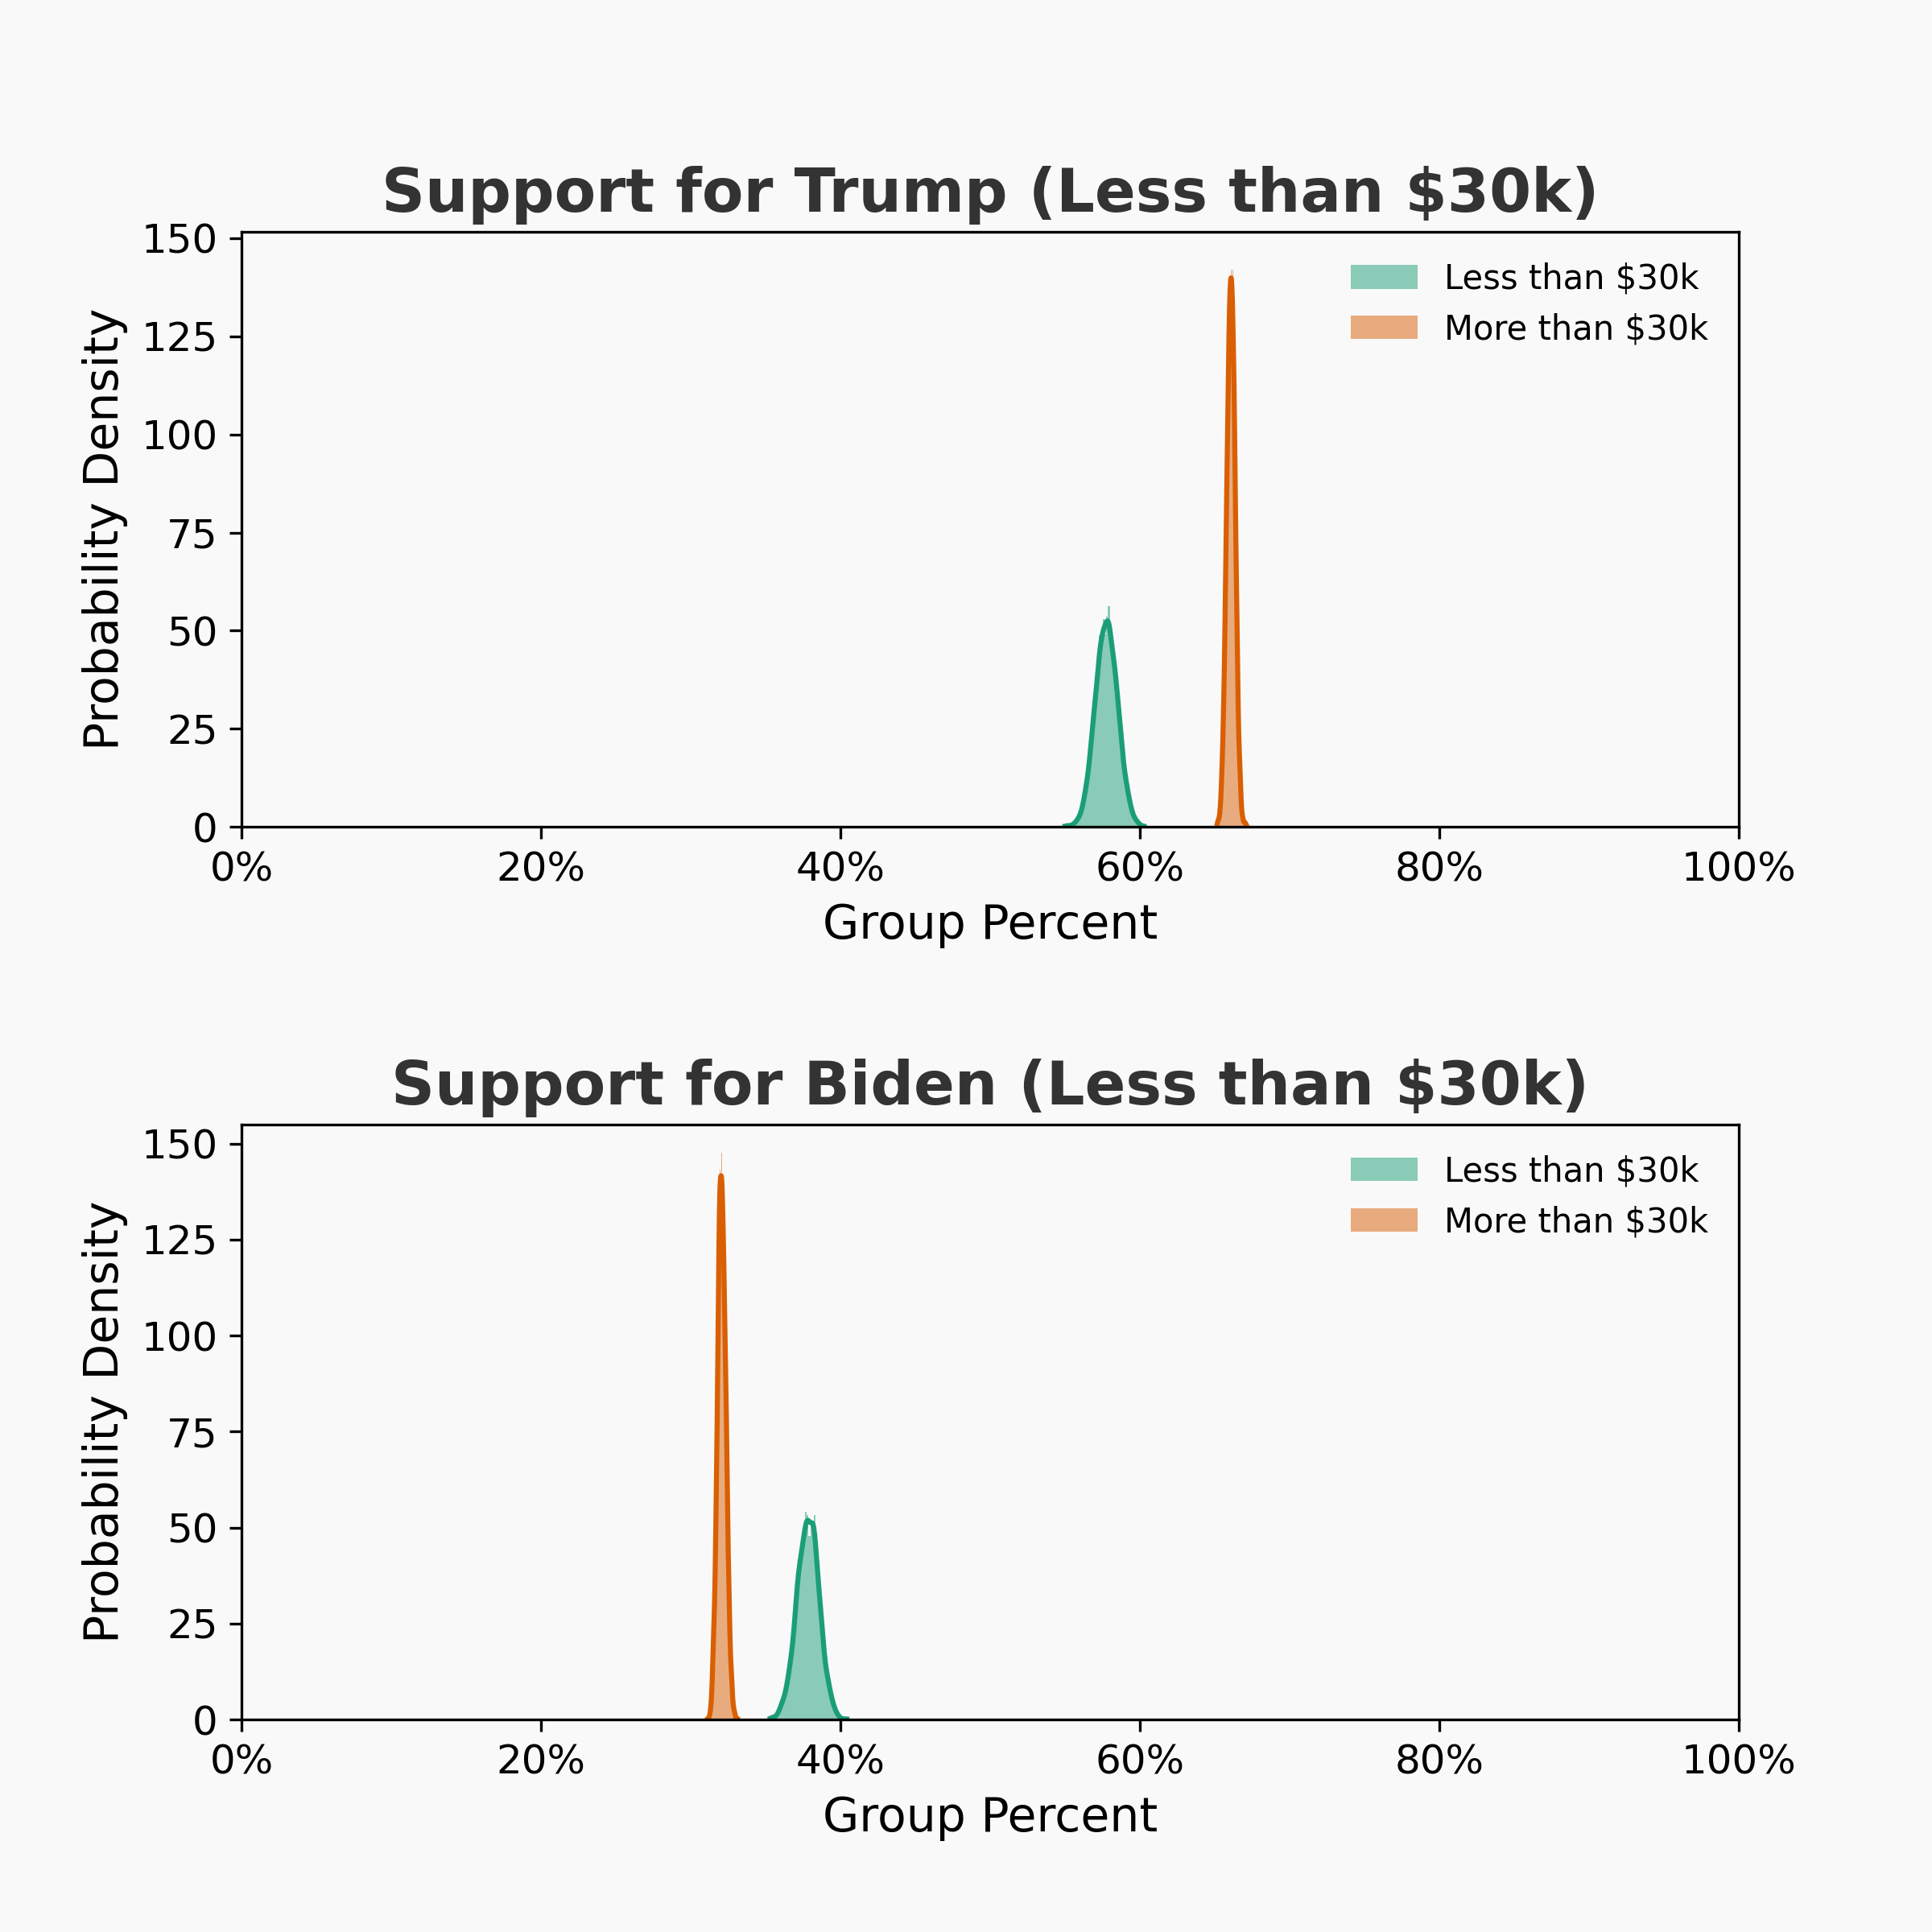 Support for Trump (Less than $30k)
Probability Density
150
125
100
75
50
25
0
Less than $30k
More than $30k
0% 20% 40% 60% 80% 100%
Group Percent
Support for Biden (Less than $30k)
Probability Density
150
125
100
75
50
25
0
Less than $30k
More than $30k
0% 20% 40% 60% 80% 100%
Group Percent